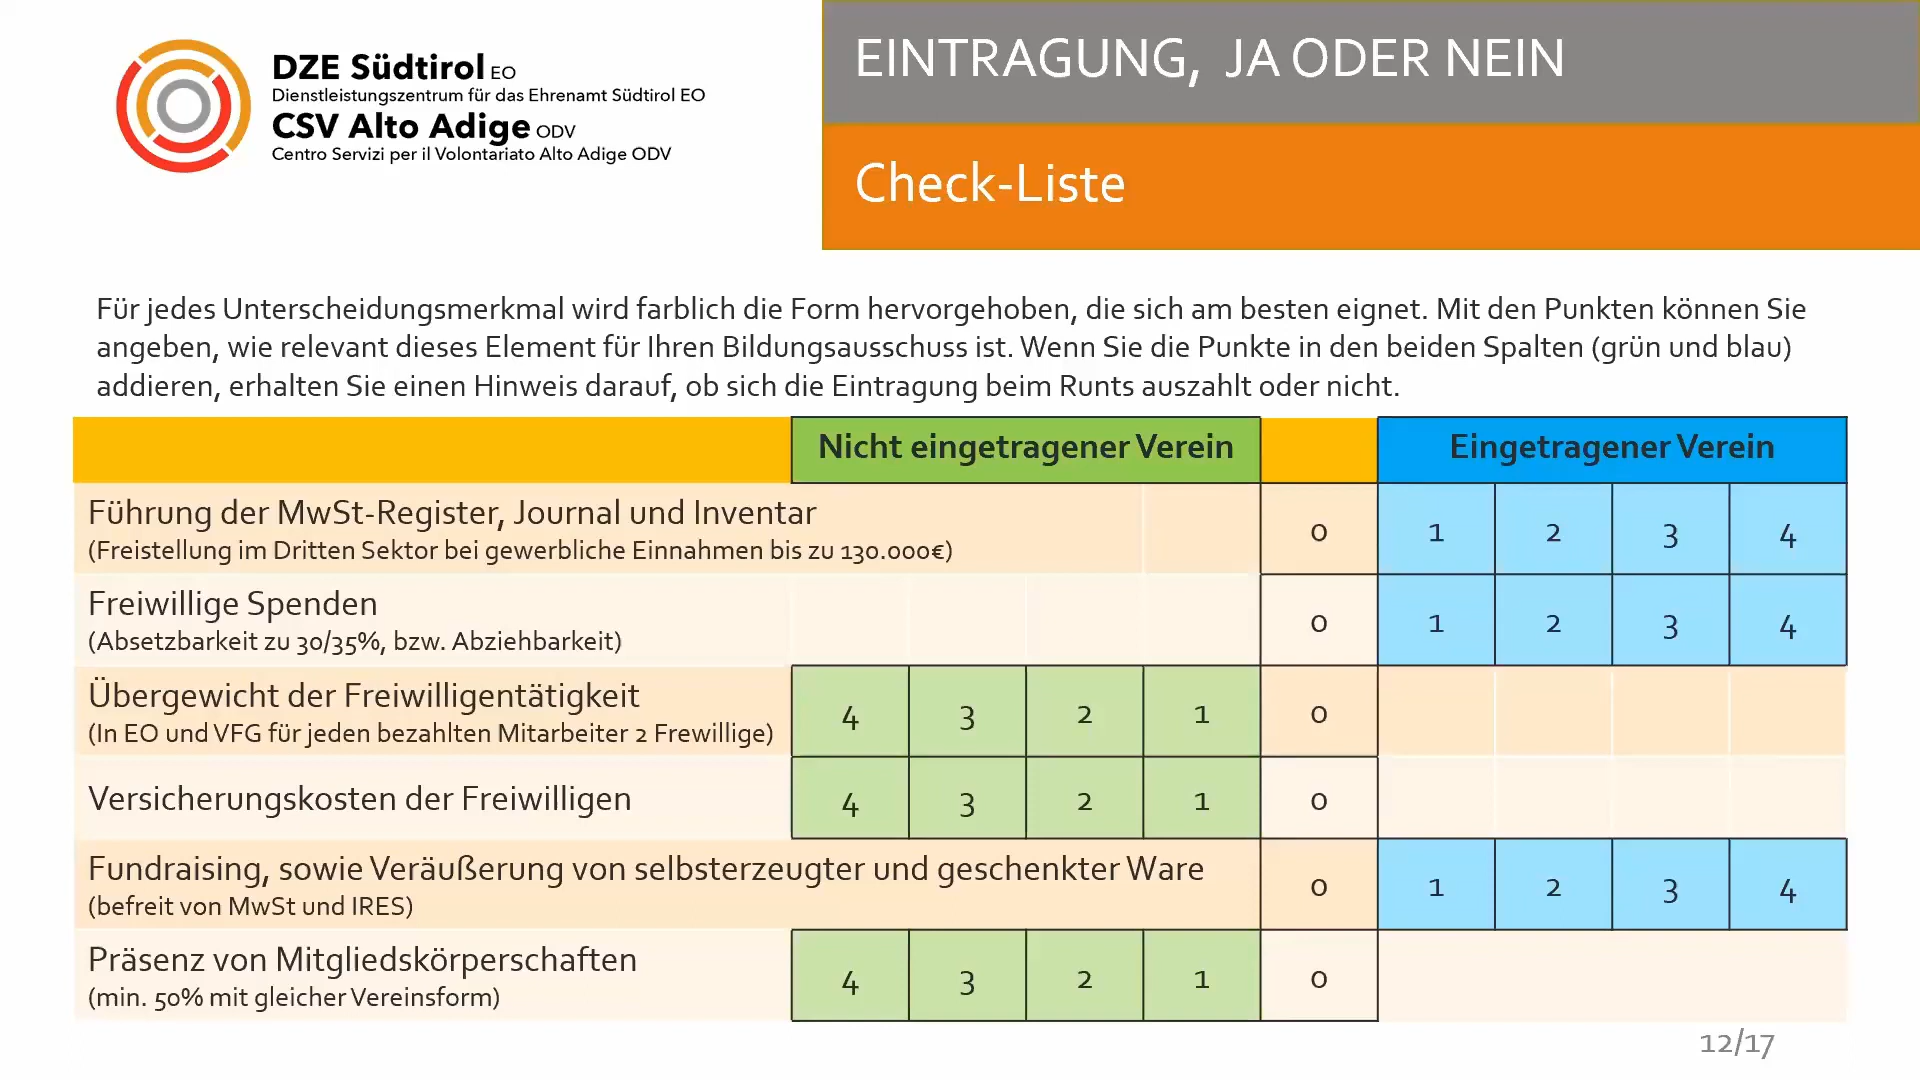 DZE Südtirol EO
Dienstleistungszentrum für das Ehrenamt Südtirol EO
CSV Alto Adige ODV
Centro Servizi per il Volontariato Alto Adige ODV
EINTRAGUNG, JA ODER NEIN
Check-Liste
Für jedes Unterscheidungsmerkmal wird farblich die Form hervorgehoben, die sich am besten eignet. Mit den Punkten können Sie
angeben, wie relevant dieses Element für Ihren Bildungsausschuss ist. Wenn Sie die Punkte in den beiden Spalten (grün und blau)
addieren, erhalten Sie einen Hinweis darauf, ob sich die Eintragung beim Runts auszahlt oder nicht.
Nicht eingetragener Verein Eingetragener Verein
Führung der MwSt-Register, Journal und Inventar
(Freistellung im Dritten Sektor bei gewerbliche Einnahmen bis zu 130.000€)
0 1 2 3 4
Freiwillige Spenden
(Absetzbarkeit zu 30/35%, bzw. Abziehbarkeit)
0 1 2 3 4
Übergewicht der Freiwilligentätigkeit
(In EO und VFG für jeden bezahlten Mitarbeiter 2 Frewillige)
4 3 2 1 0
Versicherungskosten der Freiwilligen
4 3 2 1 0
Fundraising, sowie Veräußerung von selbsterzeugter und geschenkter Ware
(befreit von MwSt und IRES)
0 1 2 3 4
Präsenz von Mitgliedskörperschaften
(min. 50% mit gleicher Vereinsform)
4 3 2 1 0
12/17